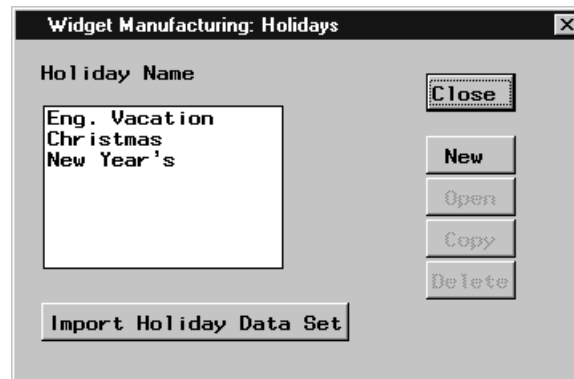 Widget Manufacturing: Holidays
Holiday Name
Close
Eng. Vacation
Christmas
New Year's
New
Open
Copy
Delete
Import Holiday Data Set